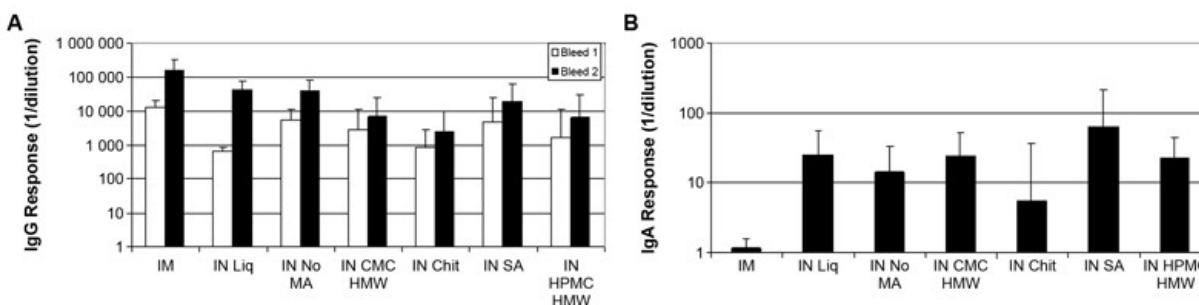 A
IgG Response (1/dilution)
1 000 000
100 000
10 000
1 000
100
10
1
Bleed 1
Bleed 2
IM
IN Liq
IN No
MA
IN CMC
HMW
IN Chit
IN SA
IN
HPMC
HMW
B
IgA Response (1/dilution)
1000
100
10
1
IM
IN Liq
IN No
MA
IN CMC
HMW
IN Chit
IN SA
IN HPMC
HMW